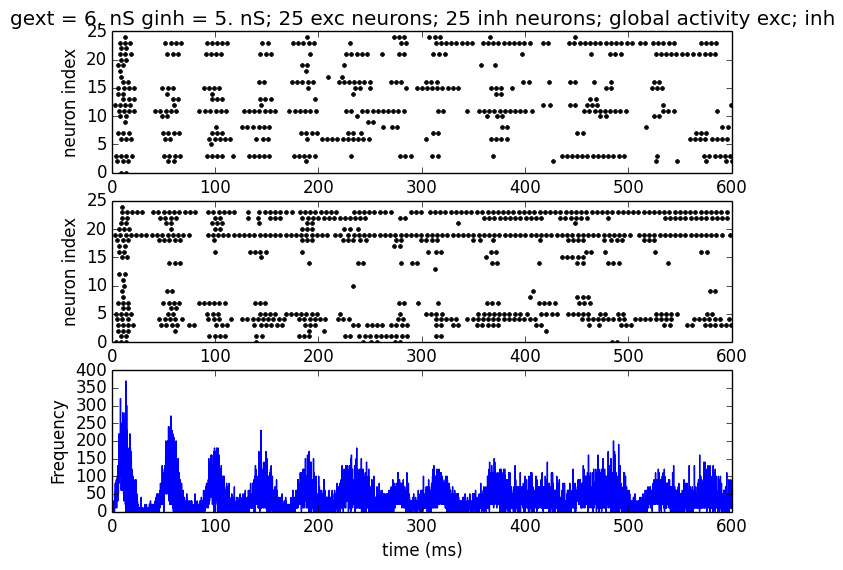 gext = 6. nS ginh = 5. nS; 25 exc neurons; 25 inh neurons; global activity exc; inh
25
20
15
10
5
0
neuron index
0 100 200 300 400 500 600
25
20
15
10
5
0
neuron index
0 100 200 300 400 500 600
400
350
300
250
200
150
100
50
0
Frequency
0 100 200 300 400 500 600
time (ms)